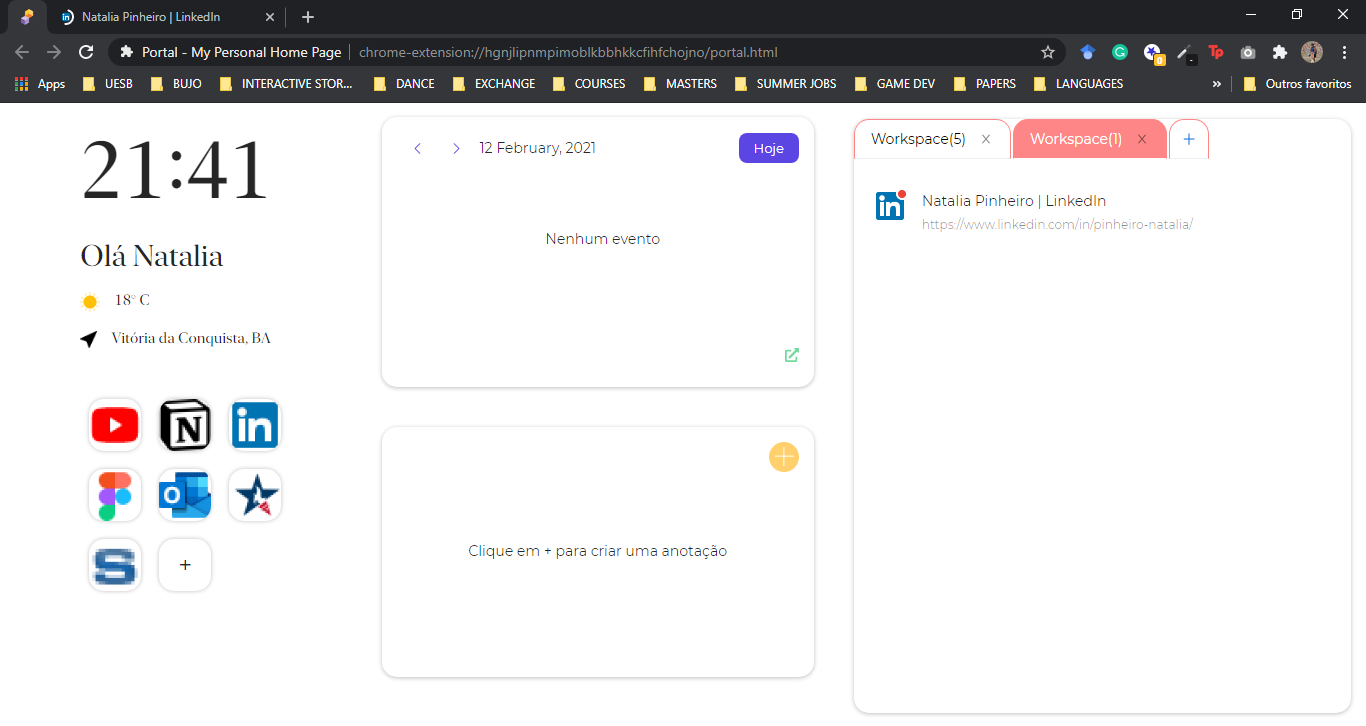 Natalia Pinheiro | LinkedIn
Portal - My Personal Home Page
chrome-extension://hgnjlipnmpimoblkbbhkkcfihfchojno/portal.html
Apps
UESB
BUJO
INTERACTIVE STOR...
DANCE
EXCHANGE
COURSES
MASTERS
SUMMER JOBS
GAME DEV
PAPERS
LANGUAGES
Outros favoritos
21:41
Olá Natalia
18° C
Vitória da Conquista, BA
12 February, 2021
Hoje
Nenhum evento
Clique em + para criar uma anotação
Workspace(5)
Workspace(1)
Natalia Pinheiro | LinkedIn
https://www.linkedin.com/in/pinheiro-natalia/